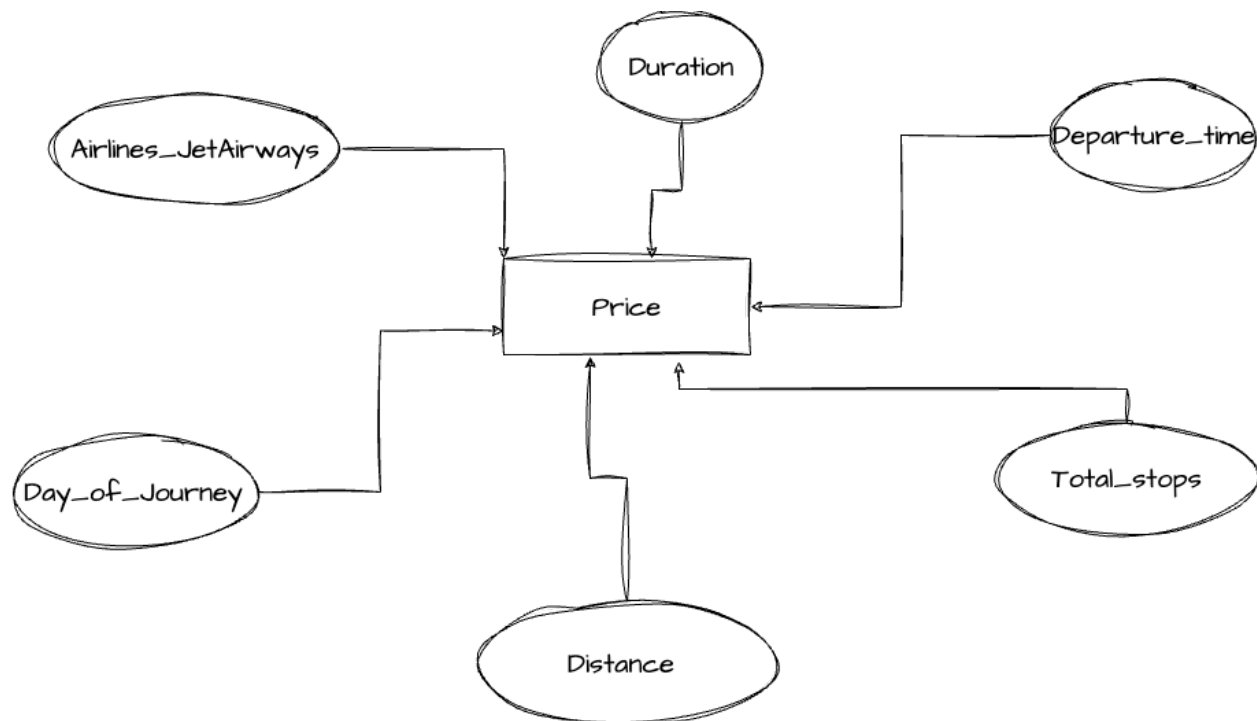 Duration
Airlines_JetAirways
Departure_time
Price
Day_of_Journey
Total_stops
Distance